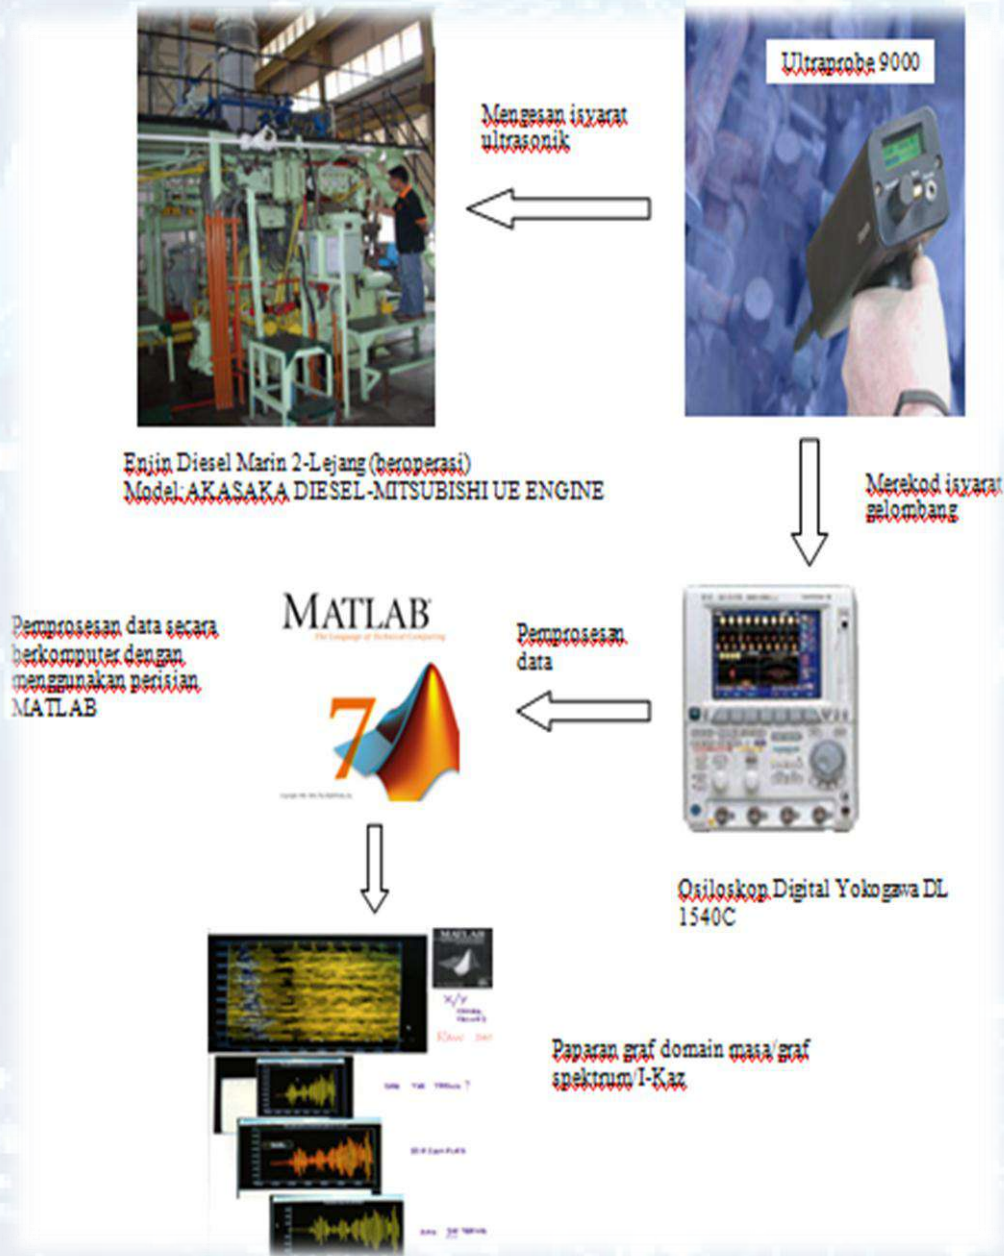 Ultraprobe 9000
Mengesan isyarat
ultrasonik
Enjin Diesel Marin 2-Lejang (beroperasi)
Model: AKASAKA DIESEL-MITSUBISHI UE ENGINE
Merekod isyarat
gelombang
Pemprosesan data secara
berkomputer dengan
menggunakan perisian
MATLAB
MATLAB
The Language of Technical Computing
7
Pemprosesan
data
Osiloskop Digital Yokogawa DL
1540C
MATLAB
X/Y
Paparan graf domain masa/graf
spektrum/I-Kaz